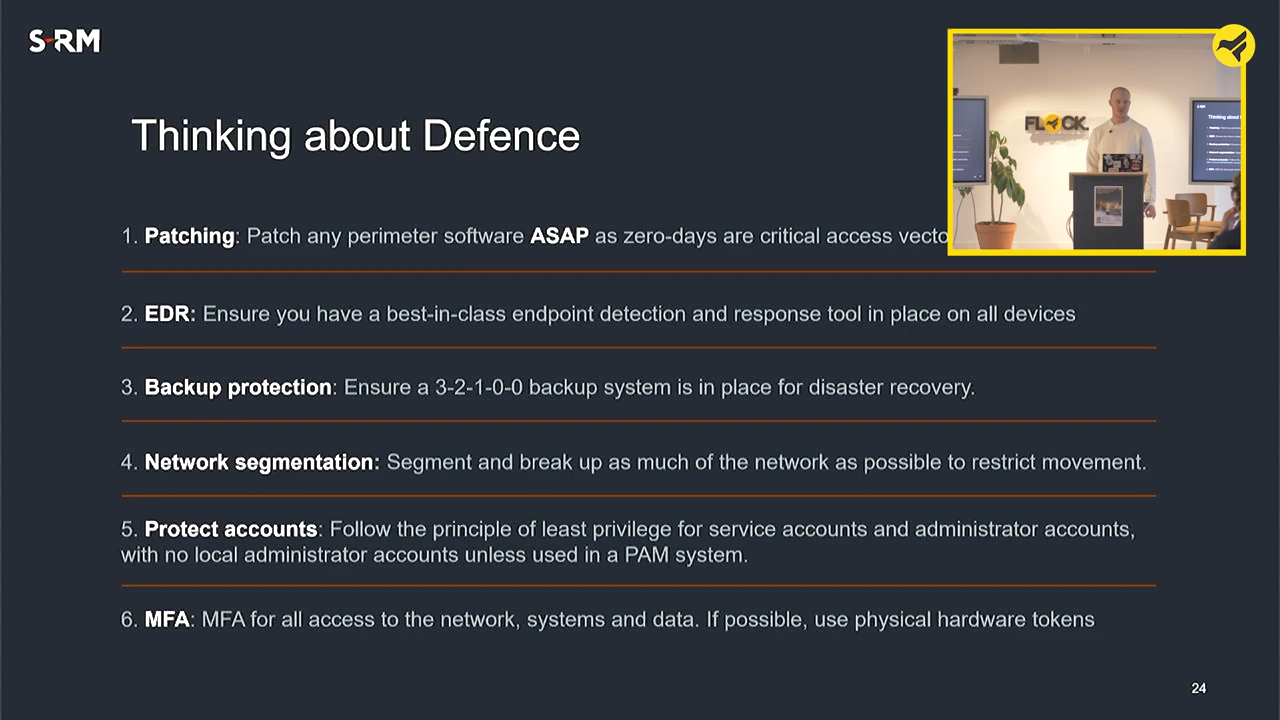 S-RM
Thinking about Defence
FLOCK.
1. Patching: Patch any perimeter software ASAP as zero-days are critical access
2. EDR: Ensure you have a best-in-class endpoint detection and response tool in place on all devices
3. Backup protection: Ensure a 3-2-1-0-0 backup system is in place for disaster recovery.
4. Network segmentation: Segment and break up as much of the network as possible to restrict movement.
5. Protect accounts: Follow the principle of least privilege for service accounts and administrator accounts,
with no local administrator accounts unless used in a PAM system.
6. MFA: MFA for all access to the network, systems and data. If possible, use physical hardware tokens
24